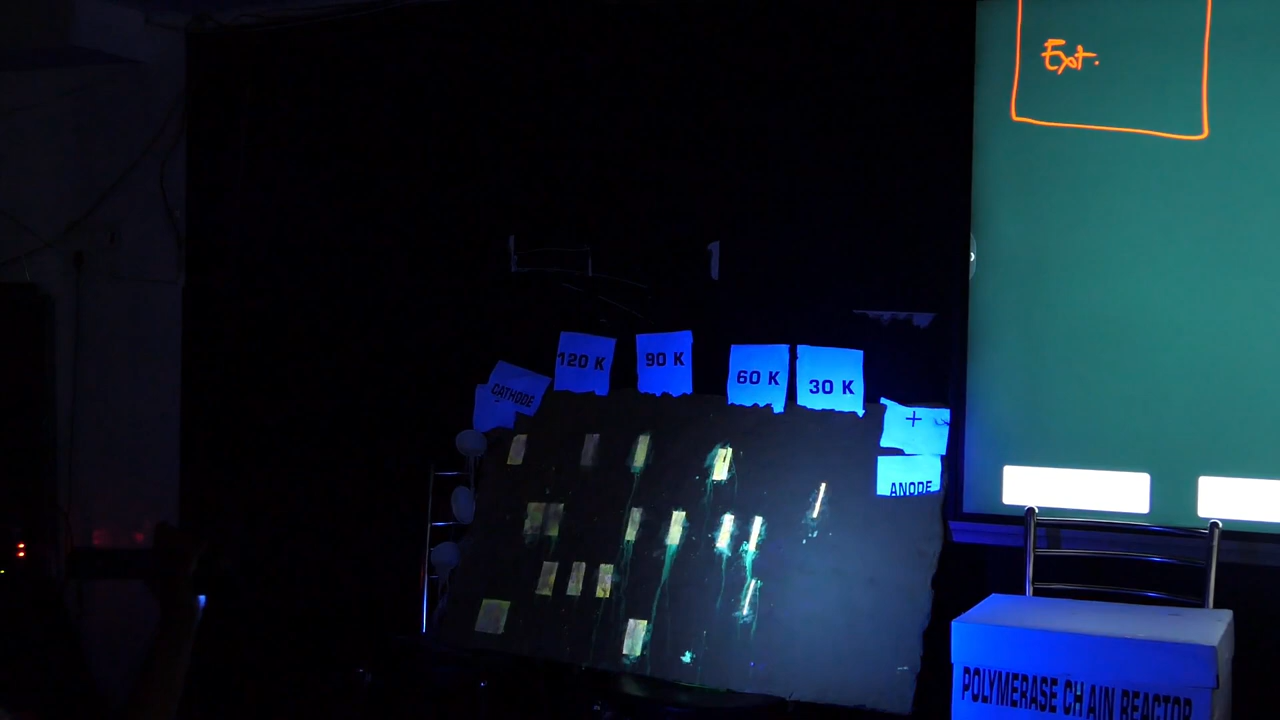 Ext.
120 K
90 K
60 K
30 K
CATHODE
-
+
ANODE
POLYMERASE CH AIN REACTOR